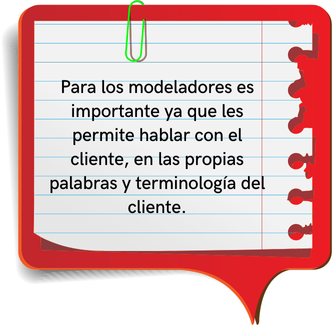 Para los modeladores es
importante ya que les
permite hablar con el
cliente, en las propias
palabras y terminología del
cliente.